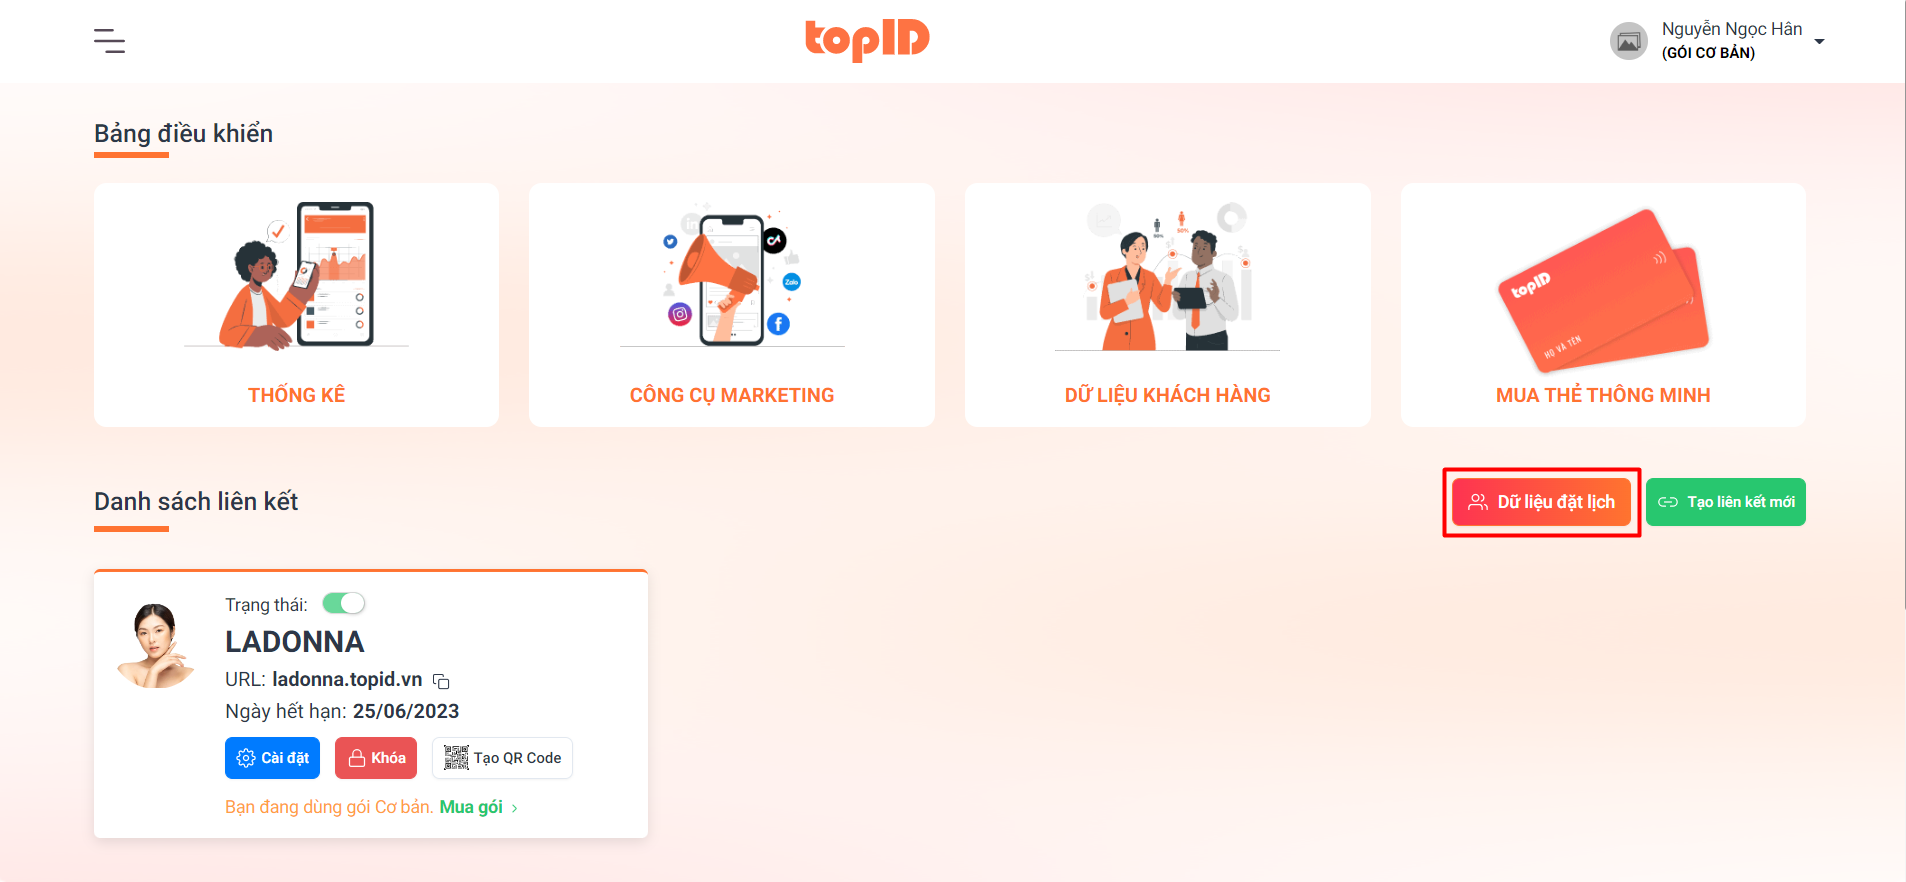 topID
Nguyễn Ngọc Hân
(GÓI CƠ BẢN)
Bảng điều khiển
Zalo
topID
HỌ VÀ TÊN
THỐNG KÊ
CÔNG CỤ MARKETING
DỮ LIỆU KHÁCH HÀNG
MUA THẺ THÔNG MINH
Danh sách liên kết
Dữ liệu đặt lịch
Tạo liên kết mới
Trạng thái:
LADONNA
URL: ladonna.topid.vn
Ngày hết hạn: 25/06/2023
Cài đặt
Khóa
Tạo QR Code
Bạn đang dùng gói Cơ bản. Mua gói